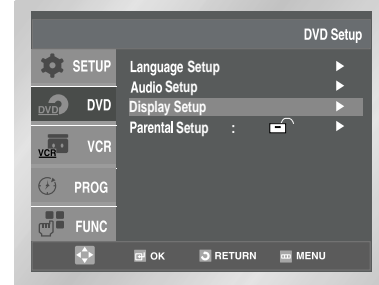 DVD Setup
SETUP
DVD DVD
VCR VCR
PROG
FUNC
Language Setup
Audio Setup
Display Setup
Parental Setup :
OK RETURN MENU